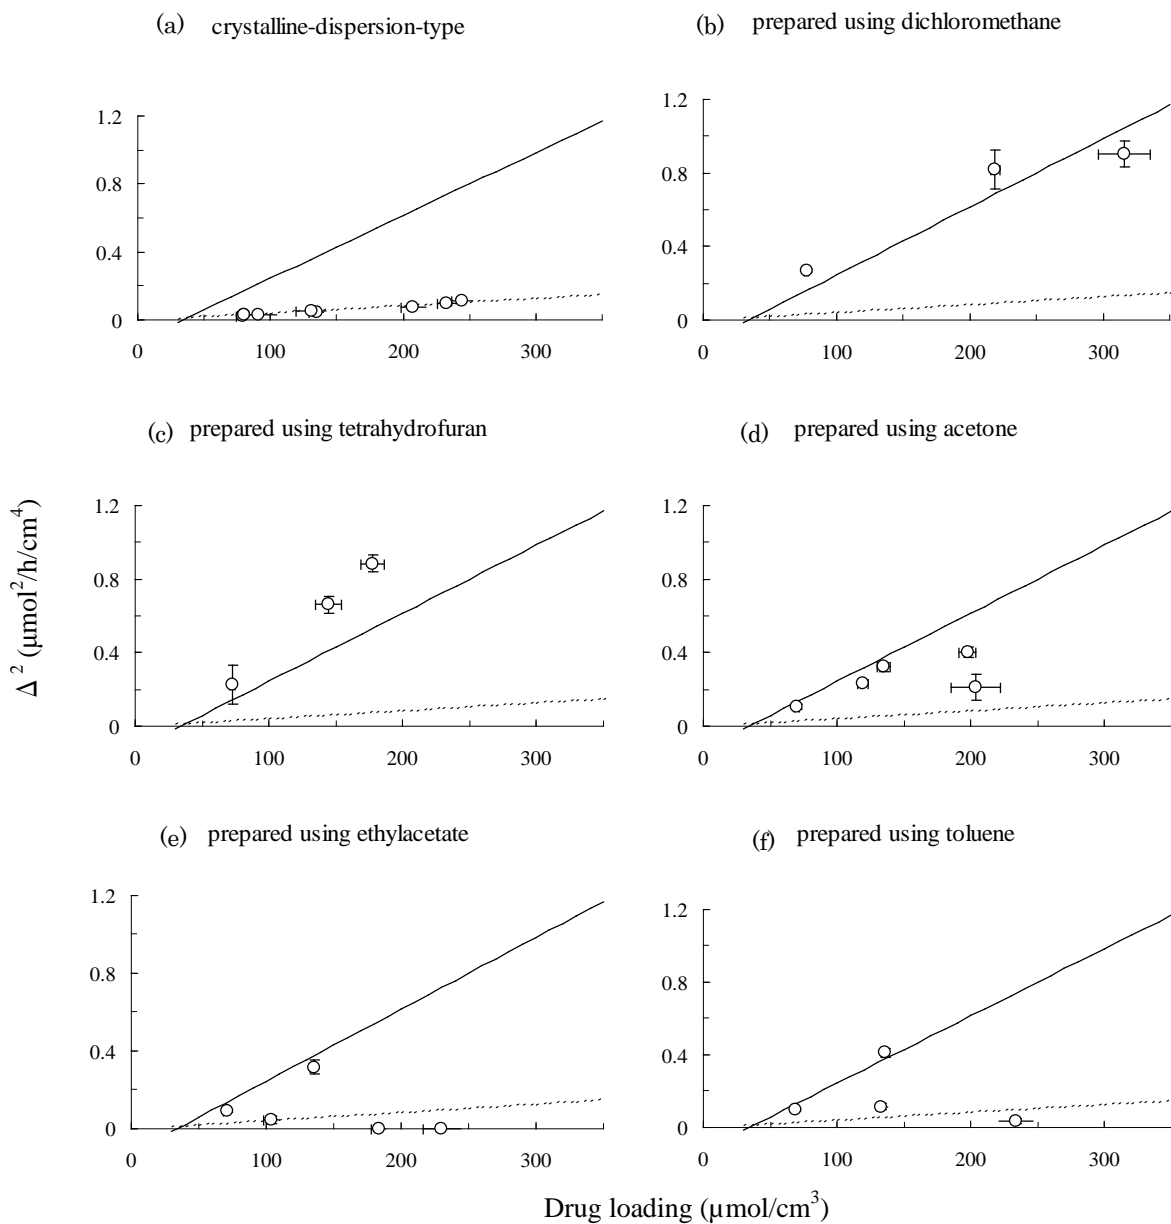 (a) crystalline-dispersion-type
(b) prepared using dichloromethane
1.2
0.8
0.4
0
0 100 200 300
1.2
0.8
0.4
0
0 100 200 300
(c) prepared using tetrahydrofuran
(d) prepared using acetone
Δ² (µmol²/h/cm⁴)
1.2
0.8
0.4
0
0 100 200 300
1.2
0.8
0.4
0
0 100 200 300
(e) prepared using ethylacetate
(f) prepared using toluene
1.2
0.8
0.4
0
0 100 200 300
1.2
0.8
0.4
0
0 100 200 300
Drug loading (µmol/cm³)